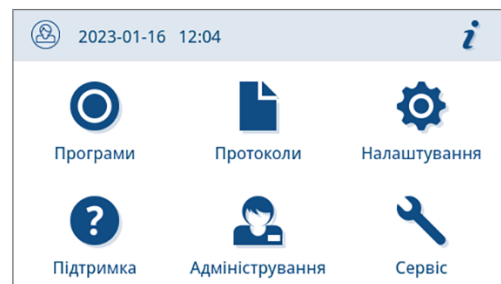 2023-01-16 12:04 i
Програми Протоколи Налаштування
?
Підтримка Адміністрування Сервіс